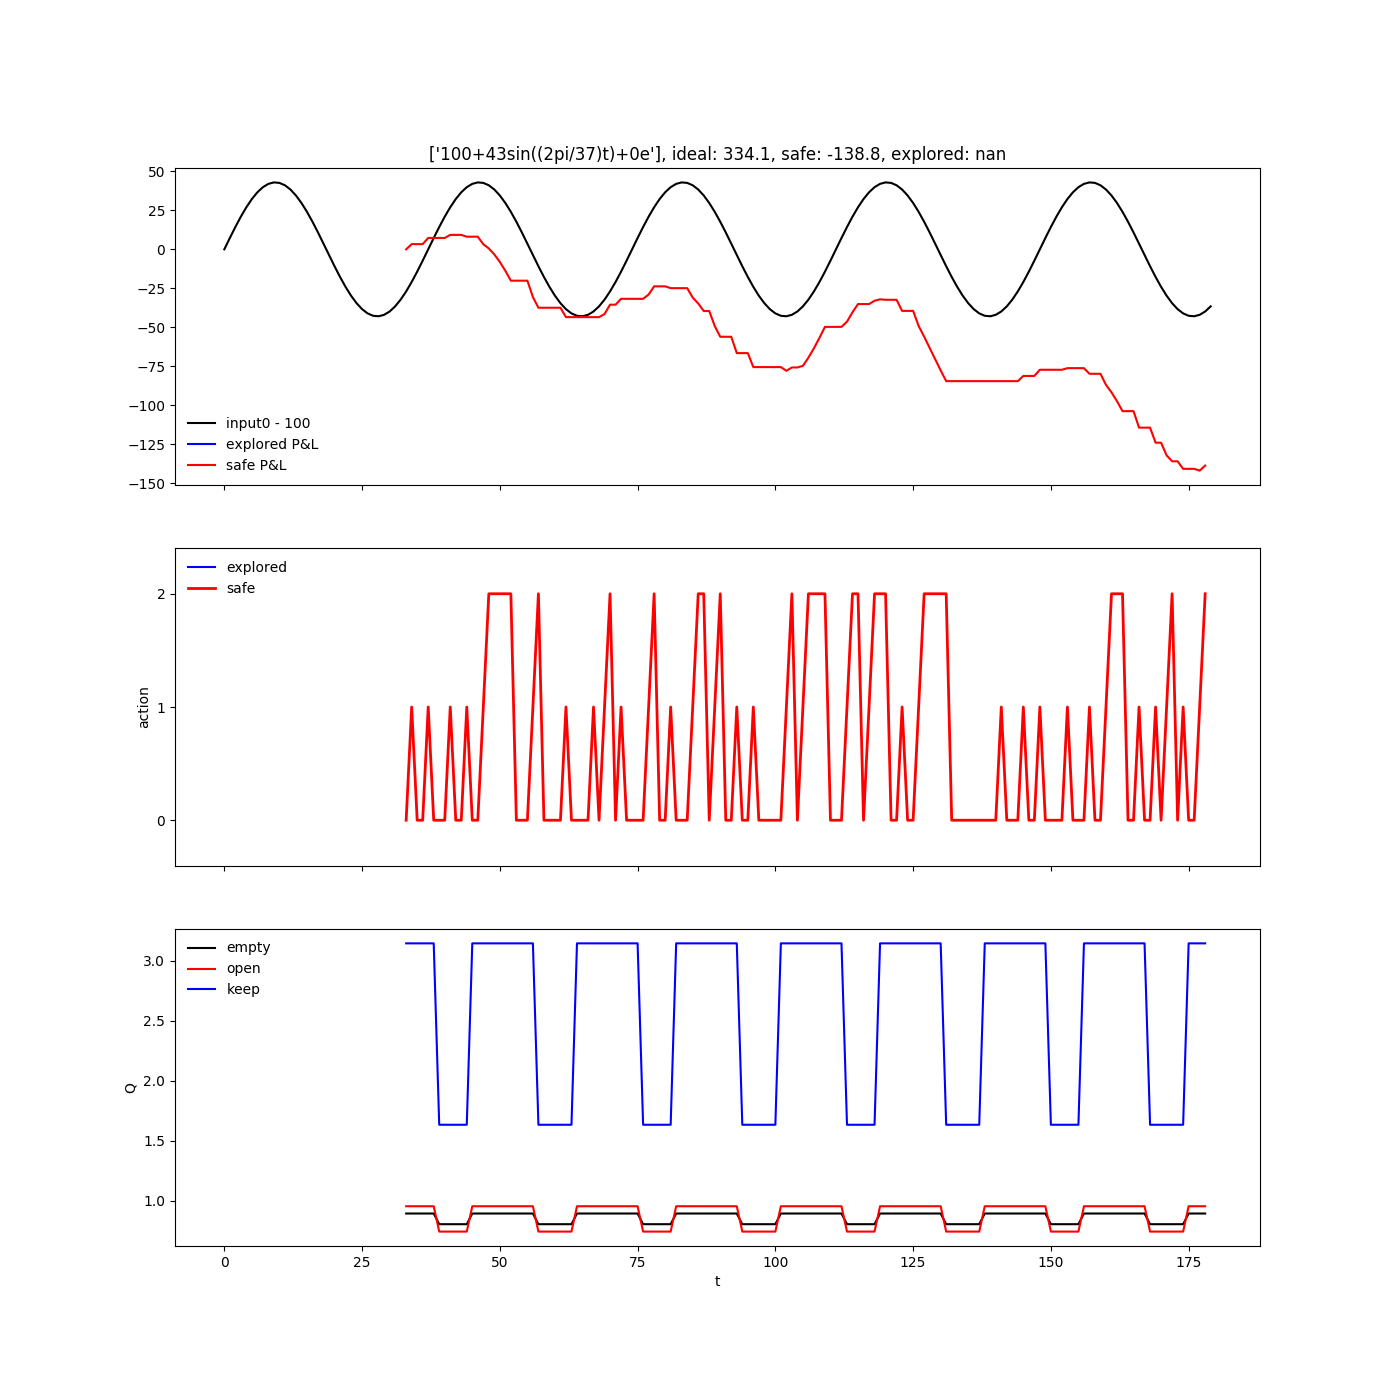 ['100+43sin((2pi/37)t)+0e'], ideal: 334.1, safe: -138.8, explored: nan
50
25
0
−25
−50
−75
−100
−125
−150
input0 - 100
explored P&L
safe P&L
2
1
0
action
explored
safe
3.0
2.5
2.0
1.5
1.0
Q
empty
open
keep
0
25
50
75
100
125
150
175
t